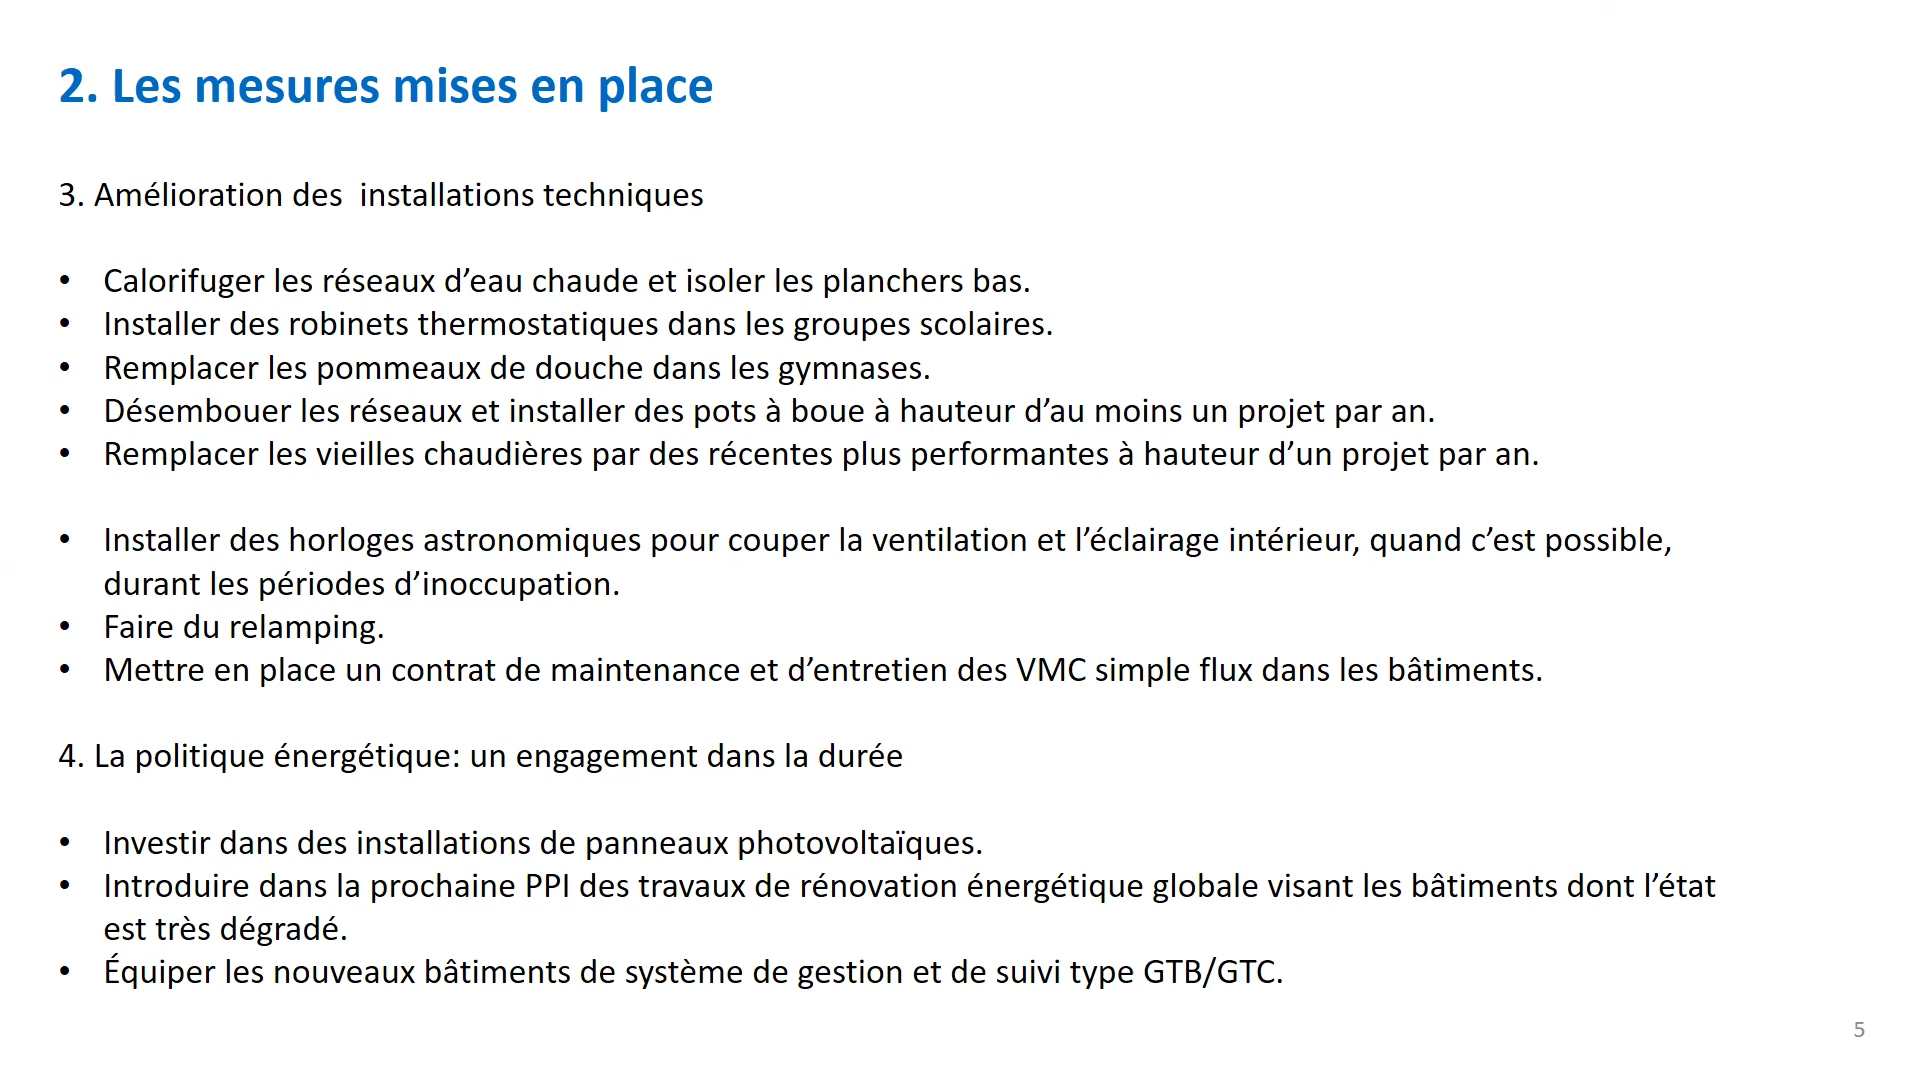 2. Les mesures mises en place
3. Amélioration des  installations techniques
• Calorifuger les réseaux d’eau chaude et isoler les planchers bas.
• Installer des robinets thermostatiques dans les groupes scolaires.
• Remplacer les pommeaux de douche dans les gymnases.
• Désembouer les réseaux et installer des pots à boue à hauteur d’au moins un projet par an.
• Remplacer les vieilles chaudières par des récentes plus performantes à hauteur d’un projet par an.
• Installer des horloges astronomiques pour couper la ventilation et l’éclairage intérieur, quand c’est possible,
durant les périodes d’inoccupation.
• Faire du relamping.
• Mettre en place un contrat de maintenance et d’entretien des VMC simple flux dans les bâtiments.
4. La politique énergétique: un engagement dans la durée
• Investir dans des installations de panneaux photovoltaïques.
• Introduire dans la prochaine PPI des travaux de rénovation énergétique globale visant les bâtiments dont l’état
est très dégradé.
• Équiper les nouveaux bâtiments de système de gestion et de suivi type GTB/GTC.
5